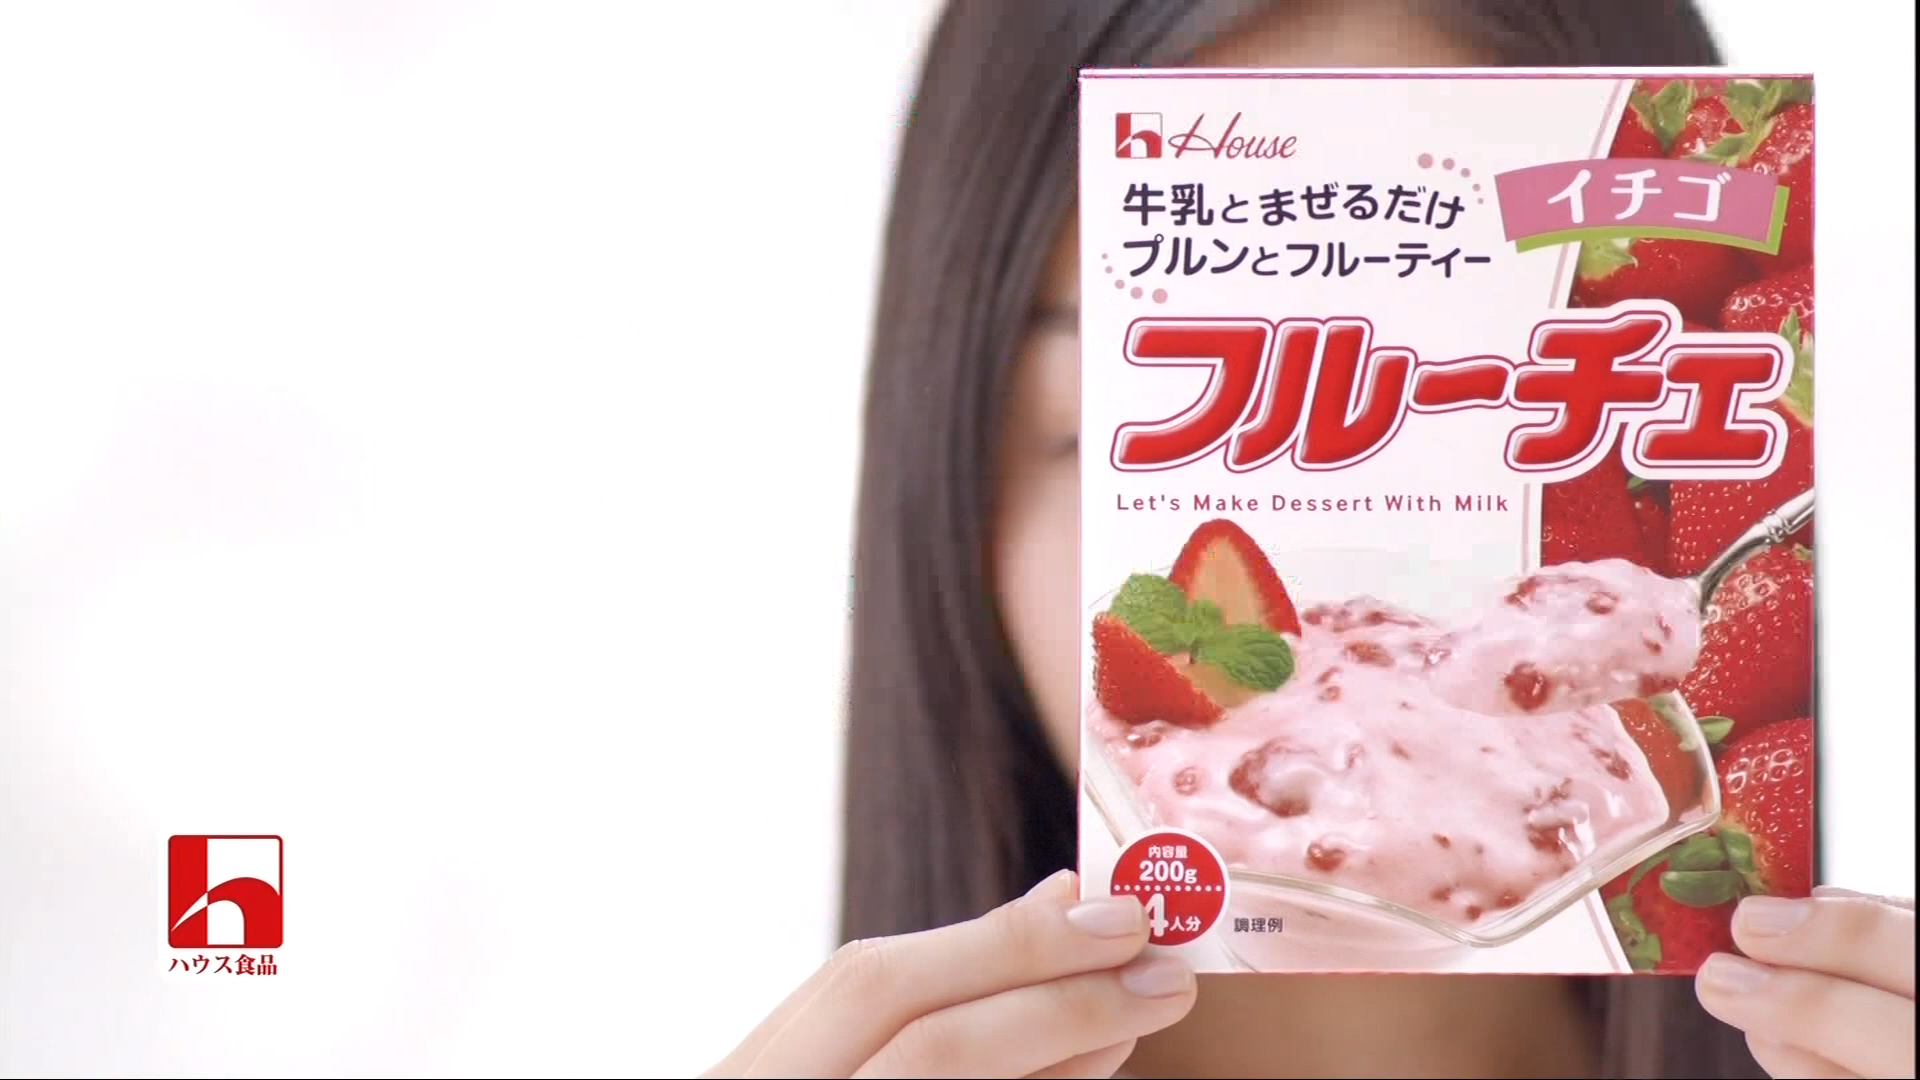 House
牛乳とまぜるだけ
プルンとフルーティー
イチゴ
フルーチェ
Let's Make Dessert With Milk
内容量
200g
4人分
調理例
ハウス食品